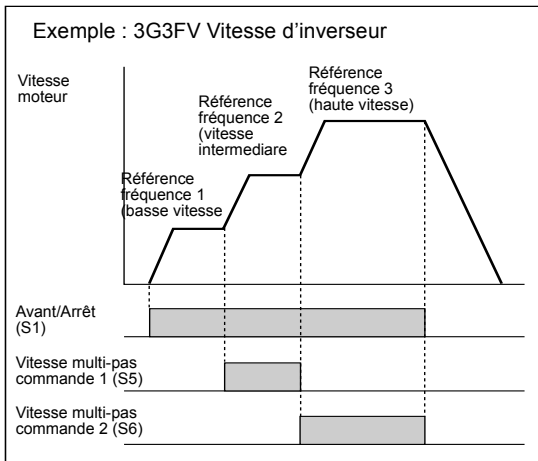 Exemple : 3G3FV Vitesse d'inverseur
Vitesse
moteur
Référence
fréquence 1
(basse vitesse
Référence
fréquence 2
(vitesse
intermediare
Référence
fréquence 3
(haute vitesse)
Avant/Arrêt
(S1)
Vitesse multi-pas
commande 1 (S5)
Vitesse multi-pas
commande 2 (S6)